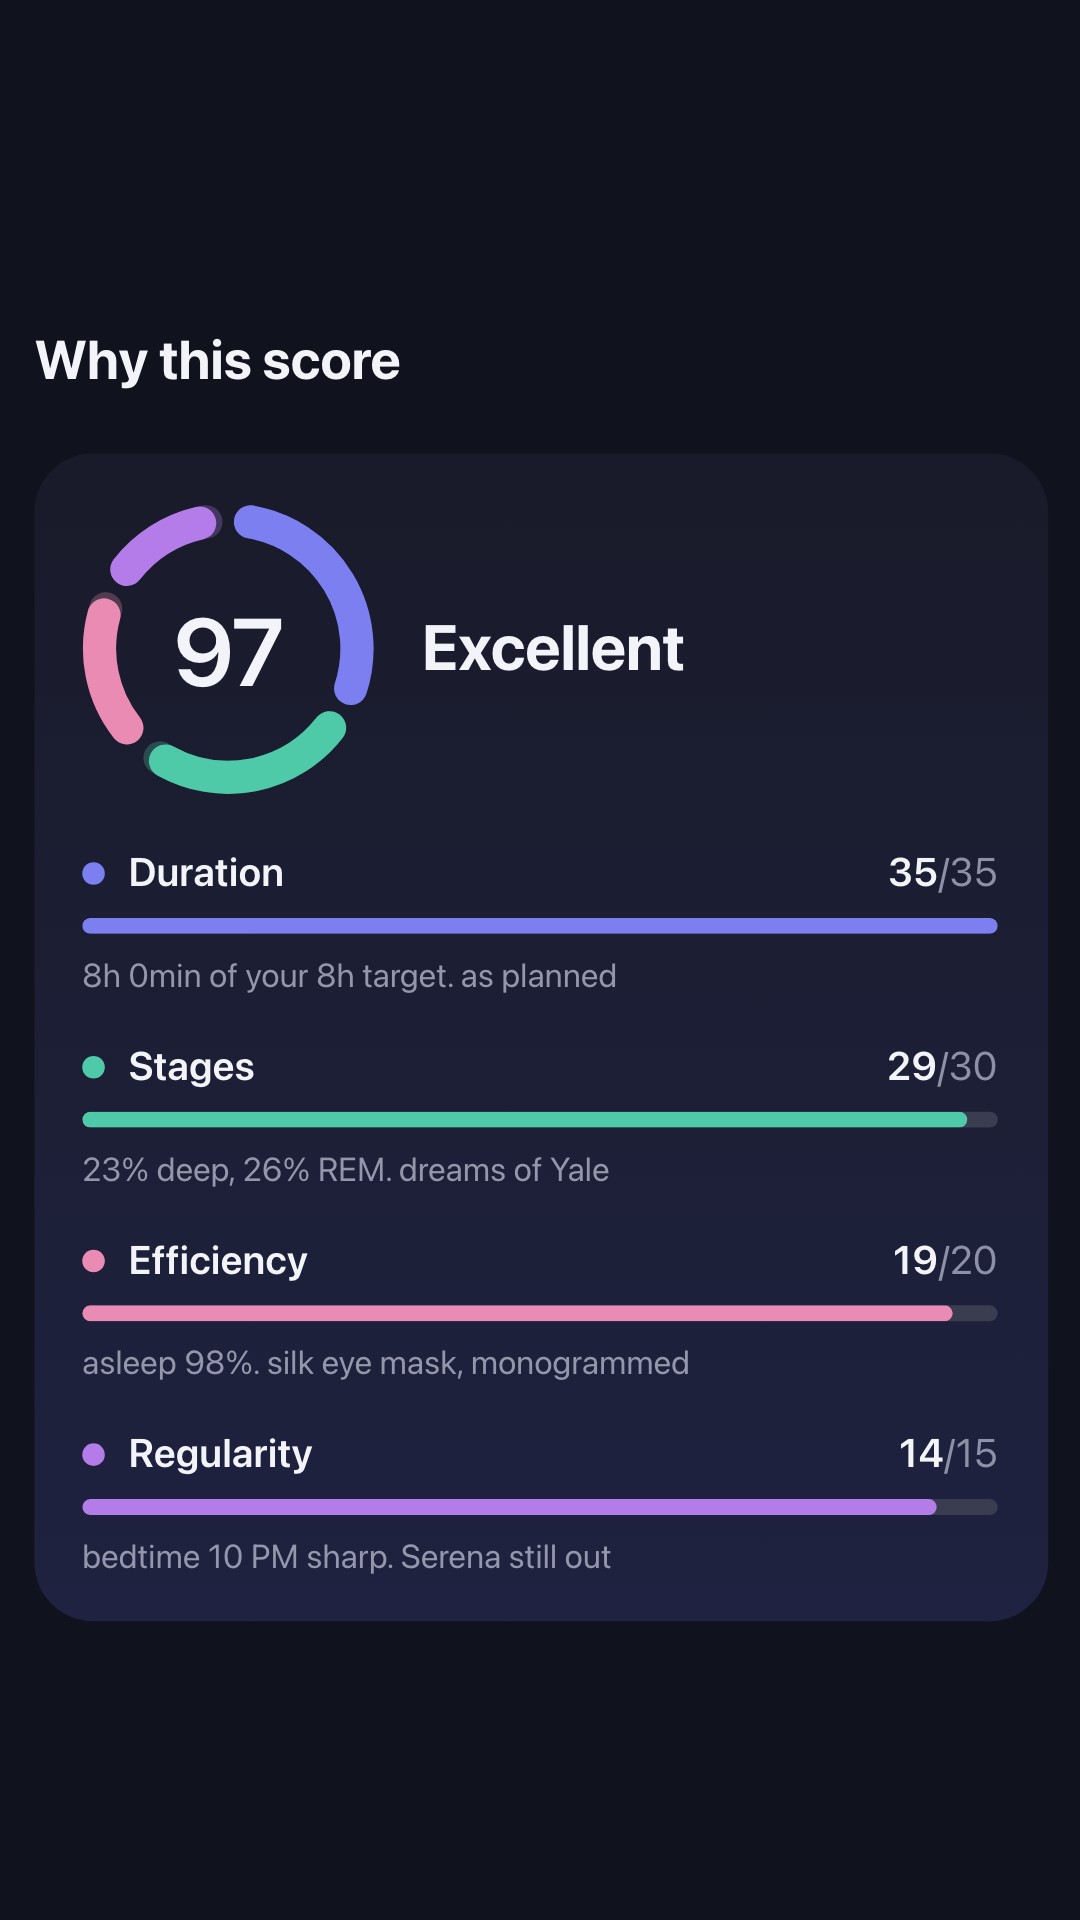 Why this score
97
Excellent
Duration 35/35
8h 0min of your 8h target. as planned
Stages 29/30
23% deep, 26% REM. dreams of Yale
Efficiency 19/20
asleep 98%. silk eye mask, monogrammed
Regularity 14/15
bedtime 10 PM sharp. Serena still out